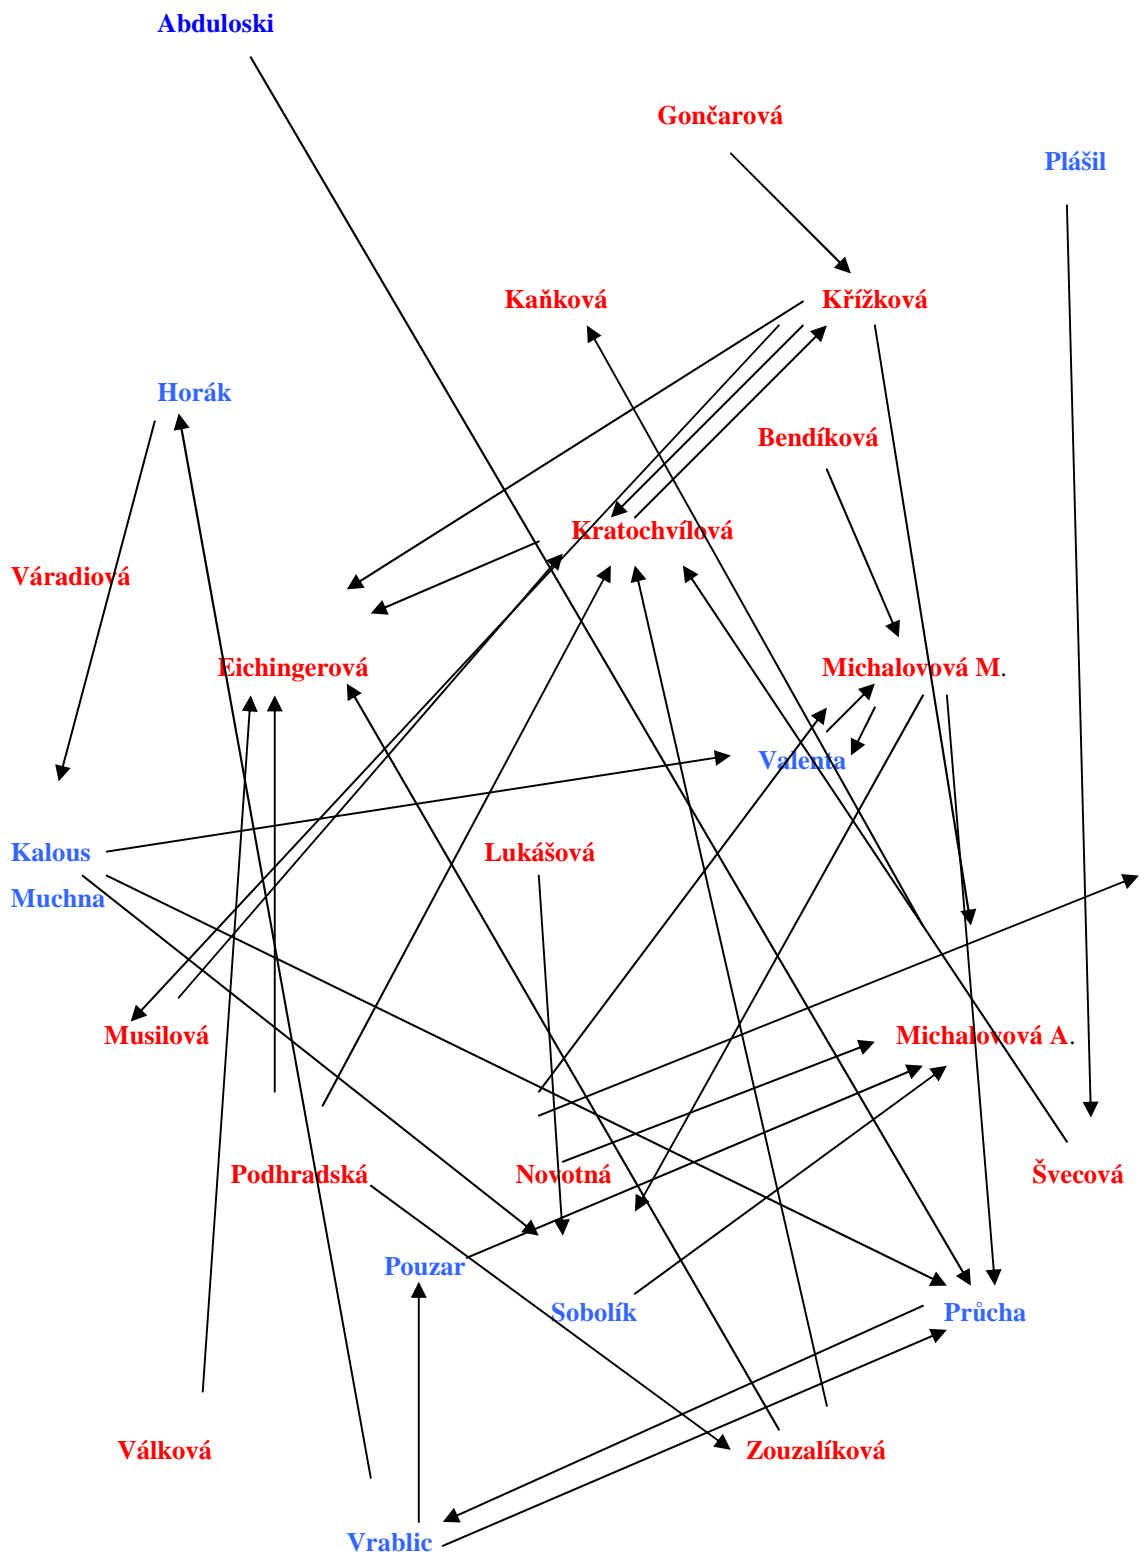 Abduloski
Gončarová
Plášil
Kaňková
Křížková
Horák
Bendíková
Kratochvílová
Váradiová
Eichingerová
Michalovová M.
Valenta
Kalous
Lukášová
Muchna
Musilová
Michalovová A.
Podhradská
Novotná
Švecová
Pouzar
Sobolík
Průcha
Válková
Zouzalíková
Vrablic